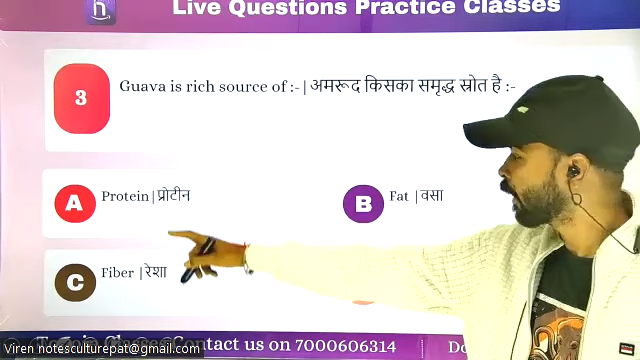 h
Live Questions Practice Classes
3
Guava is rich source of :- | अमरूद किसका समृद्ध स्रोत है :-
A Protein | प्रोटीन
B Fat | वसा
C Fiber | रेशा
Contact us on 7000606314
Viren.notesculturepat@gmail.com